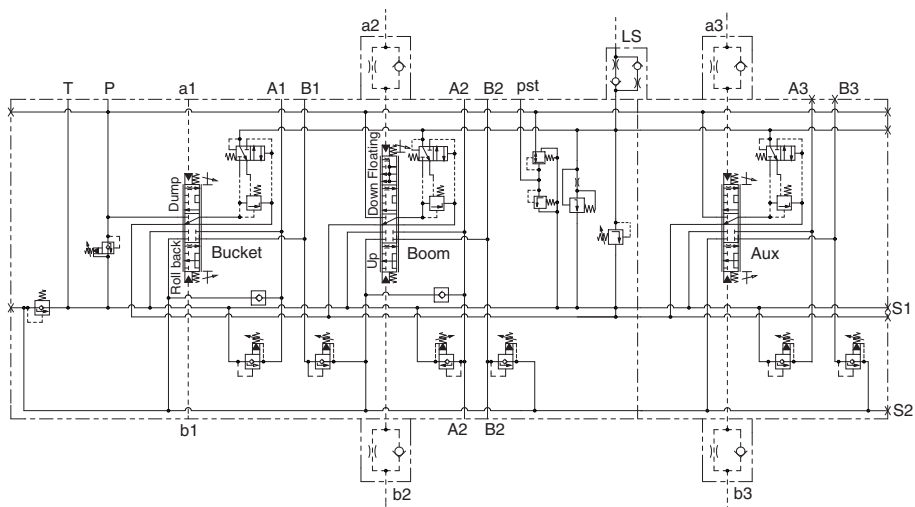 a2
a3
LS
T P a1 A1 B1 A2 B2 pst A3 B3
Dump
Roll back
Bucket
Down Floating
Up
Boom
Aux
S1
S2
b1 A2 B2
b2
b3